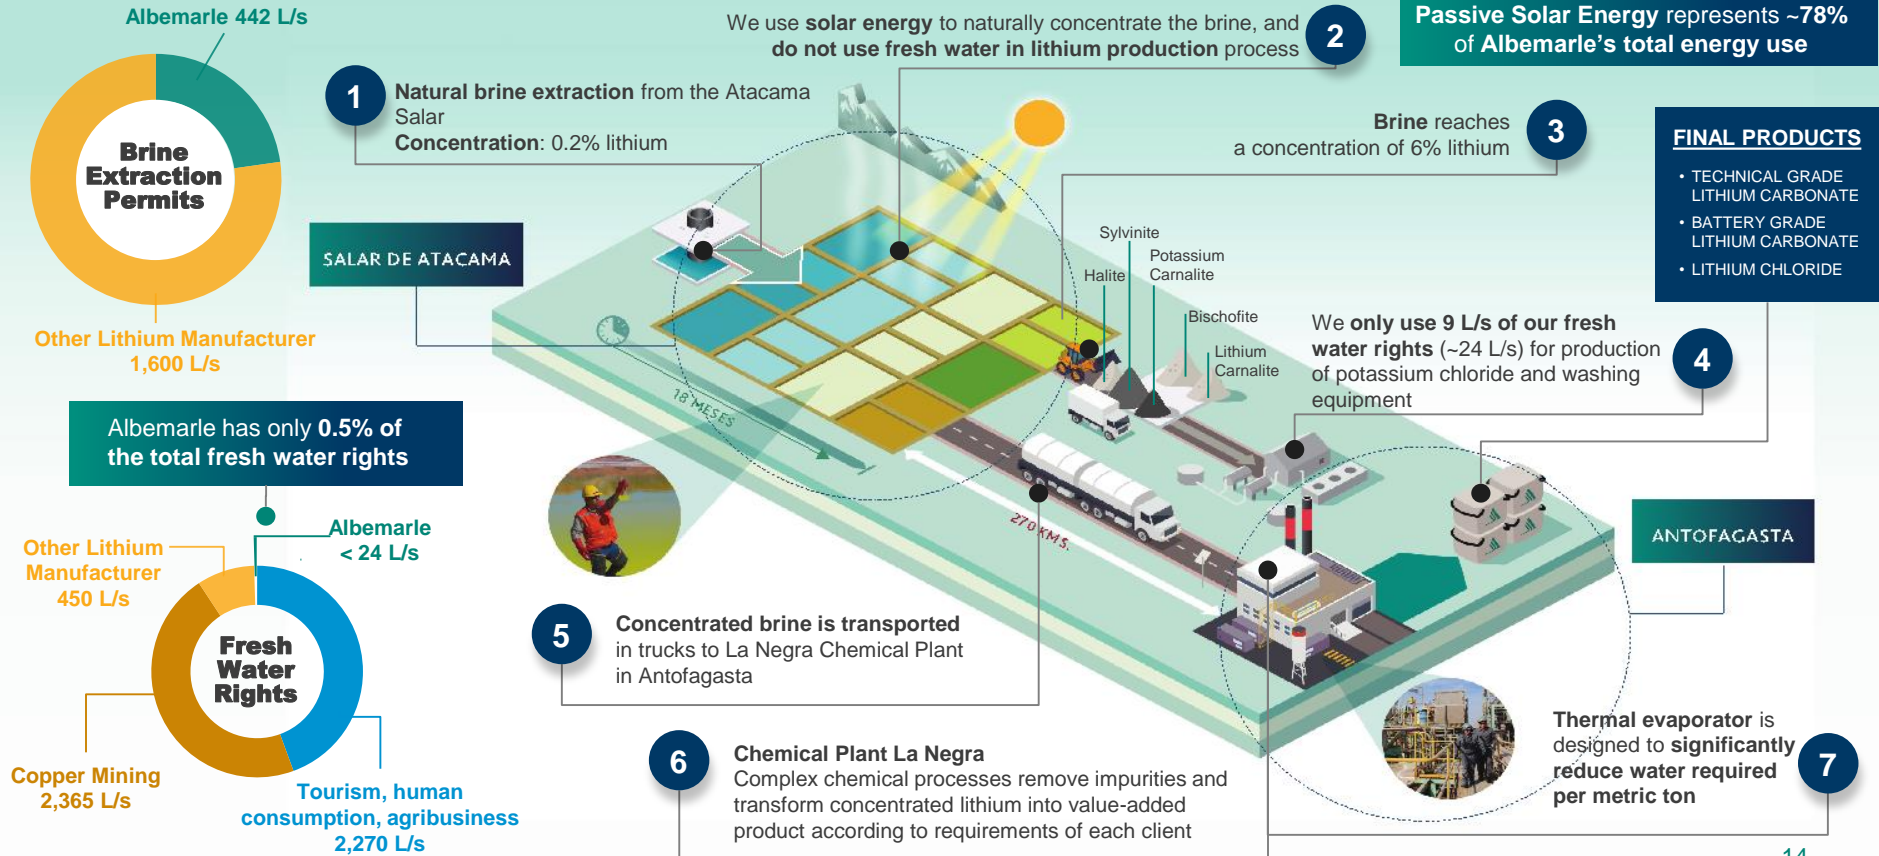 Albemarle 442 L/s
Brine
Extraction
Permits
Other Lithium Manufacturer
1,600 L/s
Albemarle has only 0.5% of
the total fresh water rights
Albemarle
< 24 L/s
Other Lithium
Manufacturer
450 L/s
Fresh
Water
Rights
Copper Mining
2,365 L/s
Tourism, human
consumption, agribusiness
2,270 L/s
1
Natural brine extraction from the Atacama
Salar
Concentration: 0.2% lithium
We use solar energy to naturally concentrate the brine, and
do not use fresh water in lithium production process
2
Passive Solar Energy represents ~78%
of Albemarle's total energy use
Brine reaches
a concentration of 6% lithium
3
FINAL PRODUCTS
• TECHNICAL GRADE
LITHIUM CARBONATE
• BATTERY GRADE
LITHIUM CARBONATE
• LITHIUM CHLORIDE
SALAR DE ATACAMA
Sylvinite
Potassium
Carnalite
Halite
Bischofite
Lithium
Carnalite
18 MESES
We only use 9 L/s of our fresh
water rights (~24 L/s) for production
of potassium chloride and washing
equipment
4
270 KMS.
ANTOFAGASTA
5
Concentrated brine is transported
in trucks to La Negra Chemical Plant
in Antofagasta
6
Chemical Plant La Negra
Complex chemical processes remove impurities and
transform concentrated lithium into value-added
product according to requirements of each client
Thermal evaporator is
designed to significantly
reduce water required
per metric ton
7
14